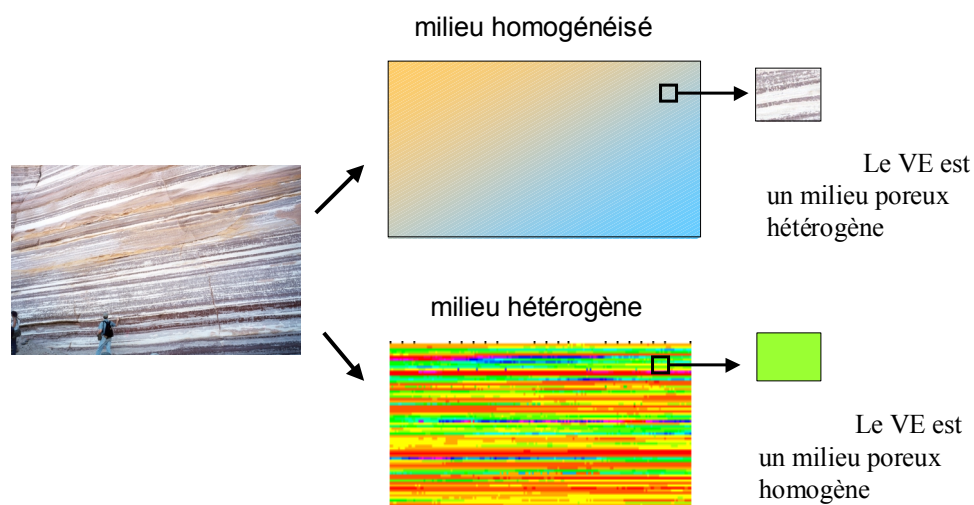 milieu homogénéisé
Le VE est
un milieu poreux
hétérogène
milieu hétérogène
Le VE est
un milieu poreux
homogène